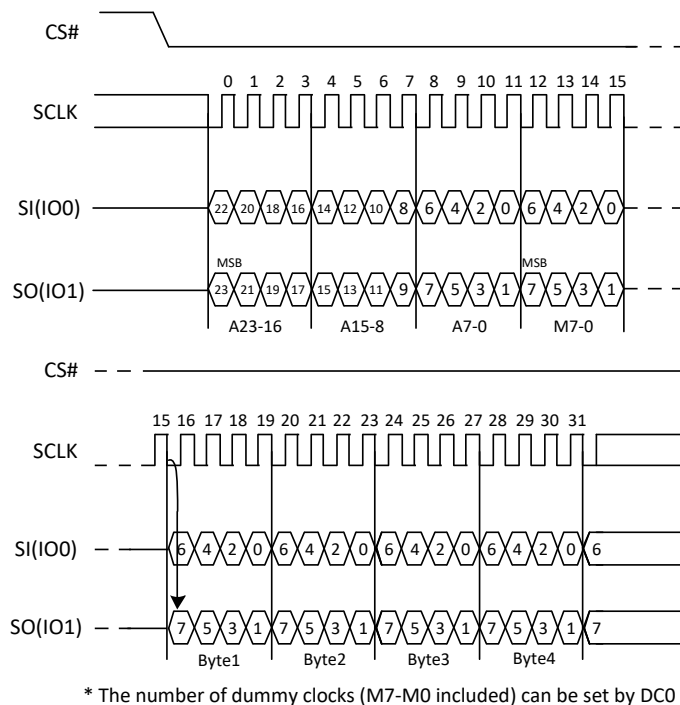 CS#
0 1 2 3 4 5 6 7 8 9 10 11 12 13 14 15
SCLK
SI(IO0) 22 20 18 16 14 12 10 8 6 4 2 0 6 4 2 0
MSB MSB
SO(IO1) 23 21 19 17 15 13 11 9 7 5 3 1 7 5 3 1
A23-16 A15-8 A7-0 M7-0
CS#
15 16 17 18 19 20 21 22 23 24 25 26 27 28 29 30 31
SCLK
SI(IO0) 6 4 2 0 6 4 2 0 6 4 2 0 6 4 2 0 6
SO(IO1) 7 5 3 1 7 5 3 1 7 5 3 1 7 5 3 1 7
Byte1 Byte2 Byte3 Byte4
* The number of dummy clocks (M7-M0 included) can be set by DC0